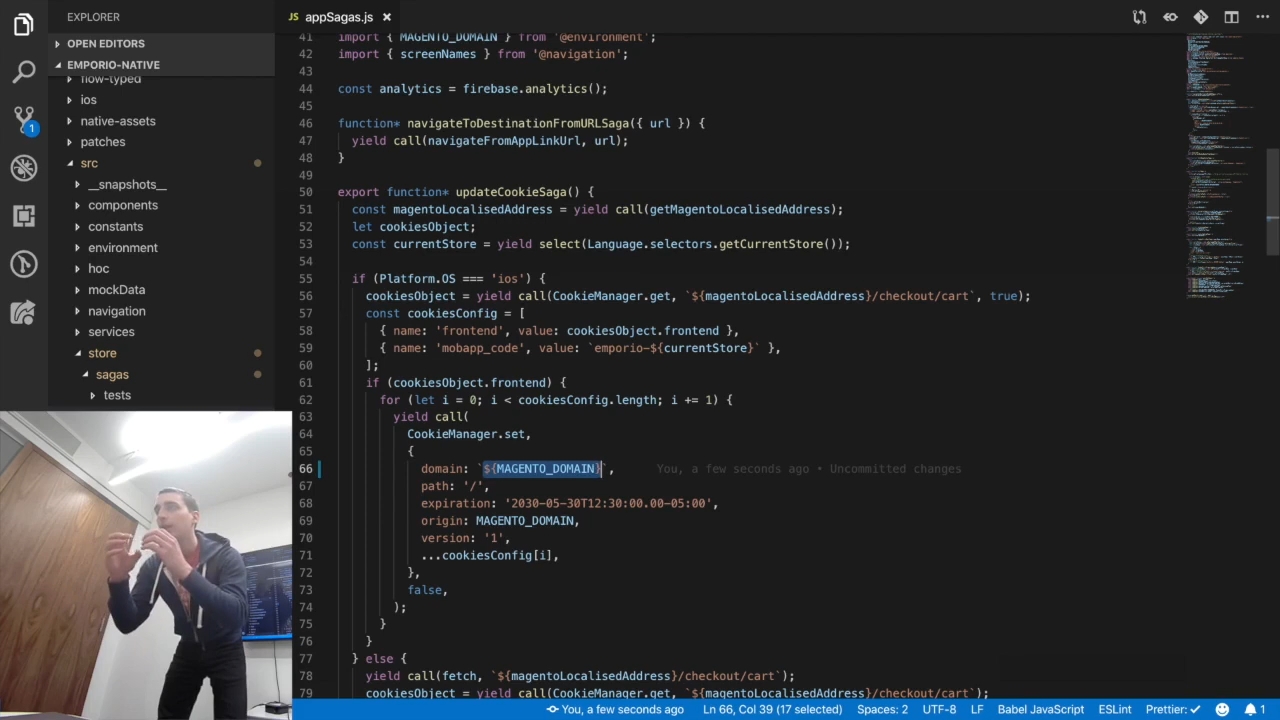 EXPLORER
OPEN EDITORS
EMPORIO-NATIVE
flow-typed
ios
native-assets
patches
src
__snapshots__
components
constants
environment
hoc
mockData
navigation
services
store
sagas
tests
1
JS appSagas.js
41 import { MAGENTO_DOMAIN } from '@environment';
42 import { screenNames } from '@navigation';
43
44 const analytics = firebase.analytics();
45
46 function* navigateToDestinationFromURLSaga({ url }) {
47 yield call(navigateFromAppLinkUrl, url);
48 }
49
50 export function* updateCookieSaga() {
51 const magentoLocalisedAddress = yield call(getMagentoLocalisedAddress);
52 let cookiesObject;
53 const currentStore = yield select(Language.selectors.getCurrentStore());
54
55 if (Platform.OS === 'ios') {
56 cookiesObject = yield call(CookieManager.get, `${magentoLocalisedAddress}/checkout/cart`, true);
57 const cookiesConfig = [
58 { name: 'frontend', value: cookiesObject.frontend },
59 { name: 'mobapp_code', value: `emporio-${currentStore}` },
60 ];
61 if (cookiesObject.frontend) {
62 for (let i = 0; i < cookiesConfig.length; i += 1) {
63 yield call(
64 CookieManager.set,
65 {
66 domain: `${MAGENTO_DOMAIN}`, You, a few seconds ago • Uncommitted changes
67 path: '/',
68 expiration: '2030-05-30T12:30:00.00-05:00',
69 origin: MAGENTO_DOMAIN,
70 version: '1',
71 ...cookiesConfig[i],
72 },
73 false,
74 );
75 }
76 }
77 } else {
78 yield call(fetch, `${magentoLocalisedAddress}/checkout/cart`);
79 cookiesObject = yield call(CookieManager.get, `${magentoLocalisedAddress}/checkout/cart`);
You, a few seconds ago Ln 66, Col 39 (17 selected) Spaces: 2 UTF-8 LF Babel JavaScript ESLint Prettier: ✓ 1